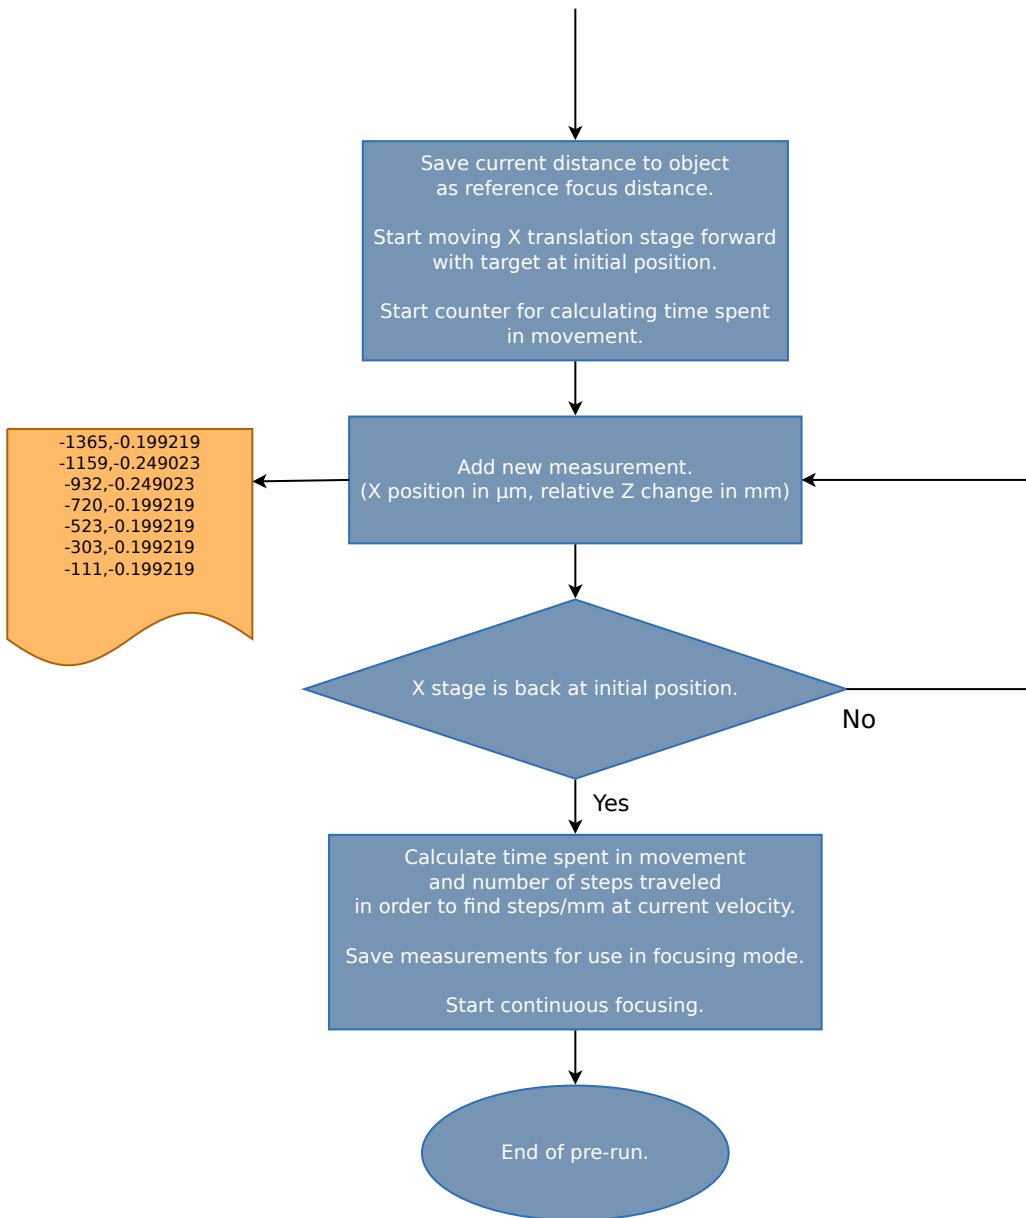 Save current distance to object
as reference focus distance.
Start moving X translation stage forward
with target at initial position.
Start counter for calculating time spent
in movement.
-1365,-0.199219
-1159,-0.249023
-932,-0.249023
-720,-0.199219
-523,-0.199219
-303,-0.199219
-111,-0.199219
Add new measurement.
(X position in µm, relative Z change in mm)
X stage is back at initial position.
No
Yes
Calculate time spent in movement
and number of steps traveled
in order to find steps/mm at current velocity.
Save measurements for use in focusing mode.
Start continuous focusing.
End of pre-run.